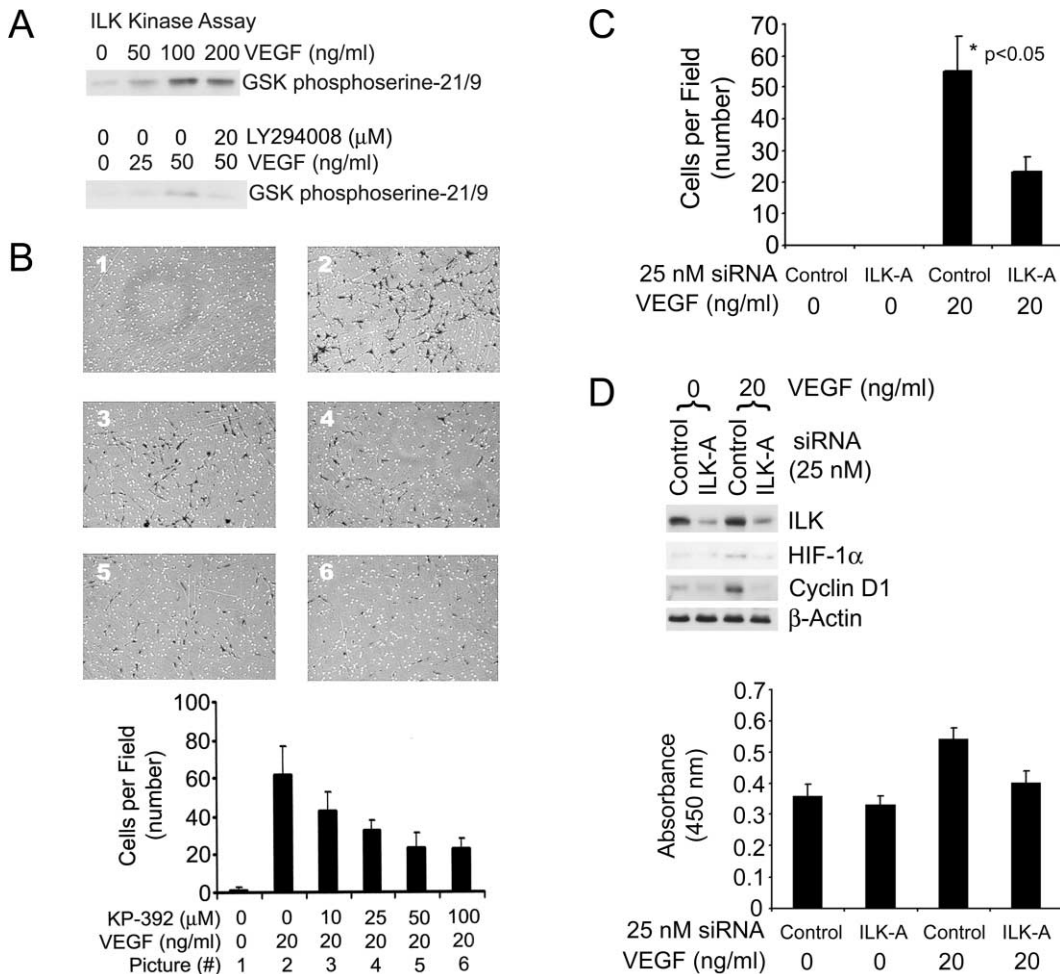 A
ILK Kinase Assay
0 50 100 200 VEGF (ng/ml)
GSK phosphoserine-21/9
0 0 0 20 LY294008 (μM)
0 25 50 50 VEGF (ng/ml)
GSK phosphoserine-21/9
B
1
2
3
4
5
6
100
80
60
40
20
0
Cells per Field
(number)
KP-392 (μM) 0 0 10 25 50 100
VEGF (ng/ml) 0 20 20 20 20 20
Picture (#) 1 2 3 4 5 6
C
70
60
50
40
30
20
10
0
Cells per Field
(number)
* p<0.05
25 nM siRNA Control ILK-A Control ILK-A
VEGF (ng/ml) 0 0 20 20
D
0 20 VEGF (ng/ml)
Control ILK-A Control ILK-A
siRNA
(25 nM)
ILK
HIF-1α
Cyclin D1
β-Actin
0.7
0.6
0.5
0.4
0.3
0.2
0.1
0
Absorbance
(450 nm)
25 nM siRNA Control ILK-A Control ILK-A
VEGF (ng/ml) 0 0 20 20